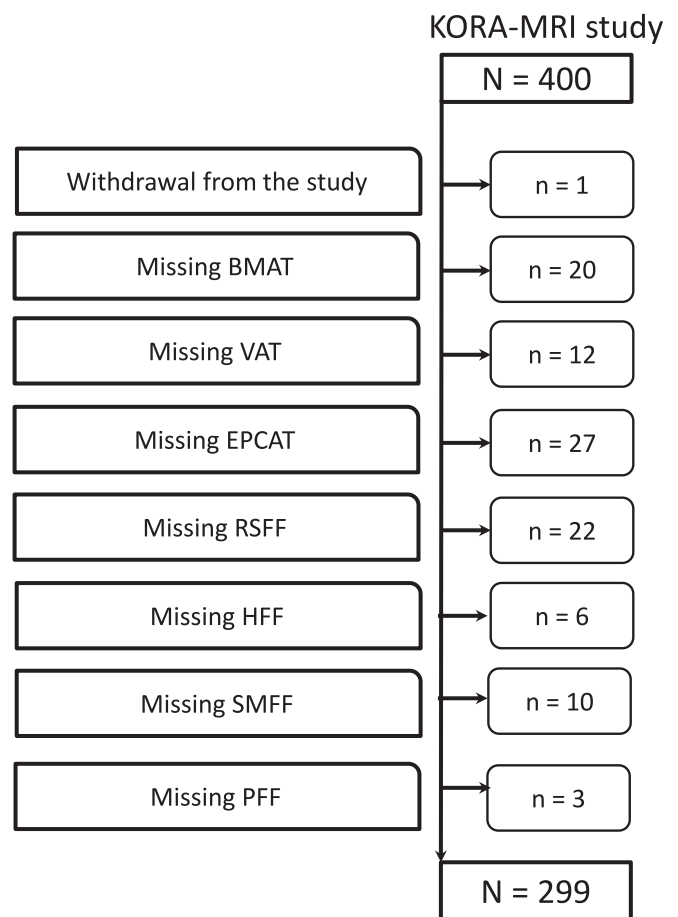 KORA-MRI study
N = 400
Withdrawal from the study
n = 1
Missing BMAT
n = 20
Missing VAT
n = 12
Missing EPCAT
n = 27
Missing RSFF
n = 22
Missing HFF
n = 6
Missing SMFF
n = 10
Missing PFF
n = 3
N = 299